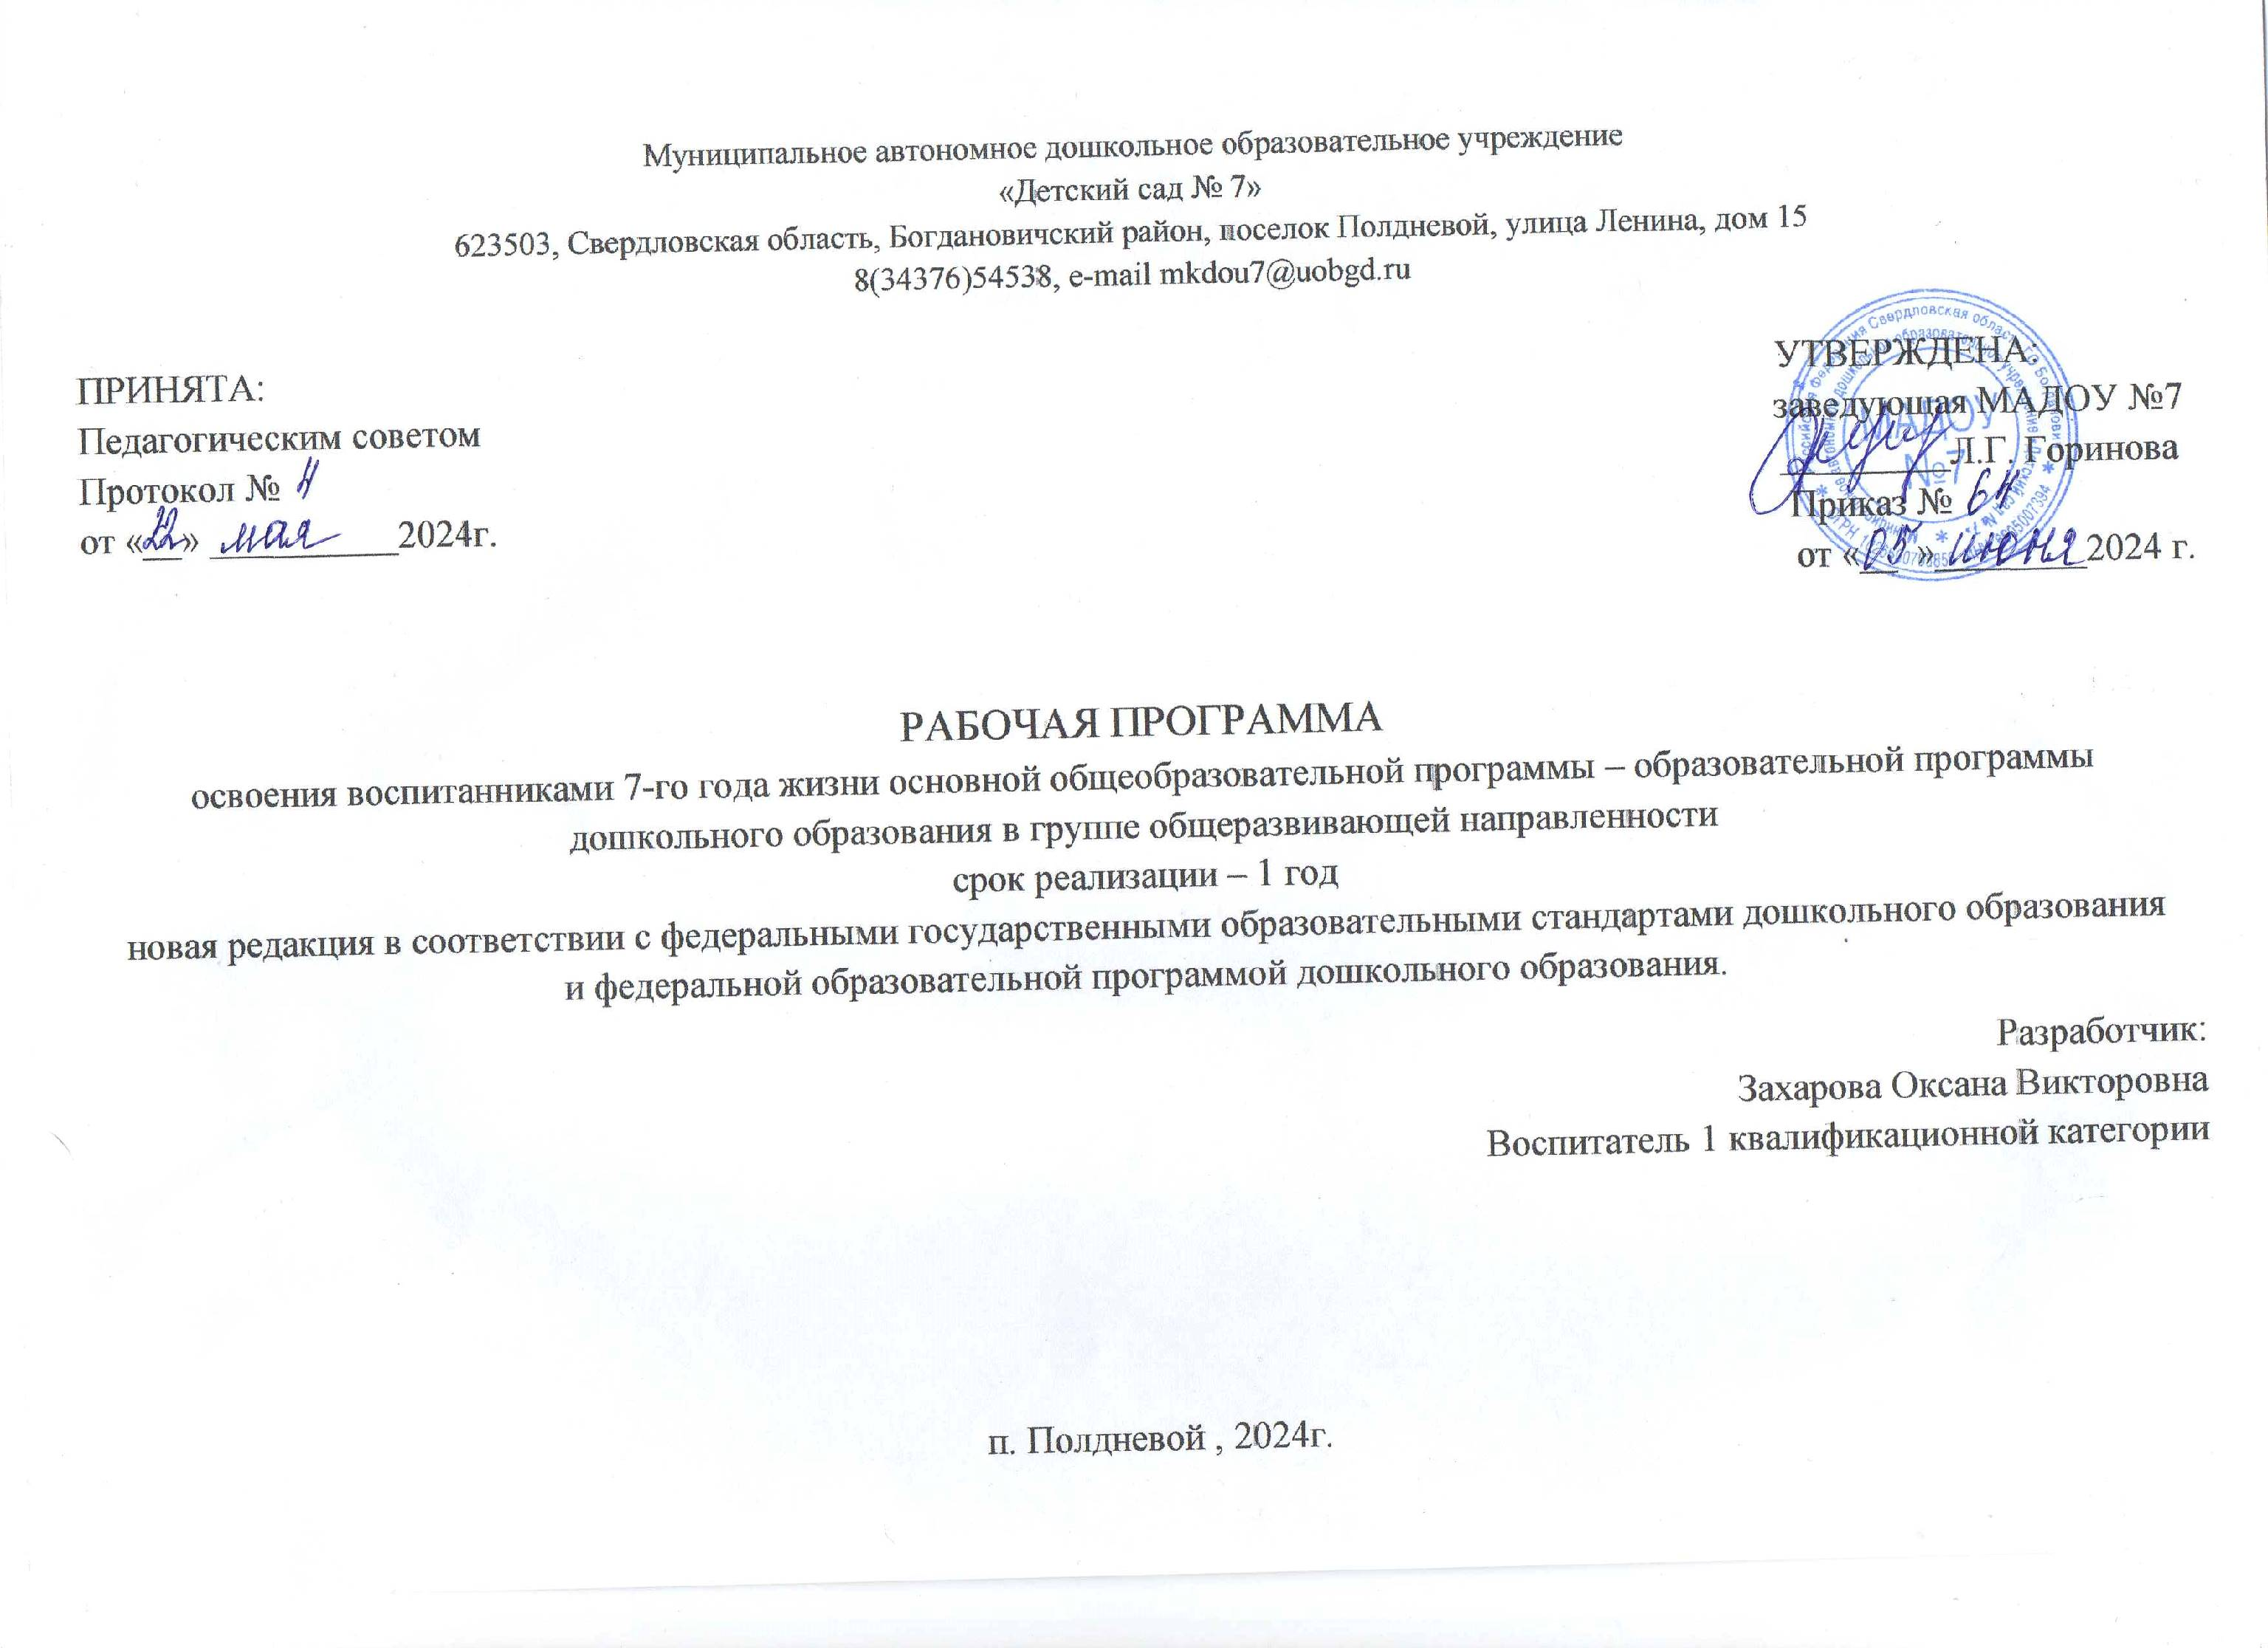 Муниципальное автономное дошкольное образовательное учреждение
«Детский сад № 7»
623503, Свердловская область, Богдановичский район, поселок Полдневой, улица Ленина, дом 15
8(34376)54538, e-mail mkdou7@uobgd.ru
ПРИНЯТА:
Педагогическим советом
Протокол № 4
от «22» мая 2024г.
УТВЕРЖДЕНА:
заведующая МАДОУ №7
Л.Г. Горинова
Приказ № 64
от «05» июня 2024 г.
МАДОУ
№7
РАБОЧАЯ ПРОГРАММА
освоения воспитанниками 7-го года жизни основной общеобразовательной программы – образовательной программы
дошкольного образования в группе общеразвивающей направленности
срок реализации – 1 год
новая редакция в соответствии с федеральными государственными образовательными стандартами дошкольного образования
и федеральной образовательной программой дошкольного образования.
Разработчик:
Захарова Оксана Викторовна
Воспитатель 1 квалификационной категории
п. Полдневой , 2024г.